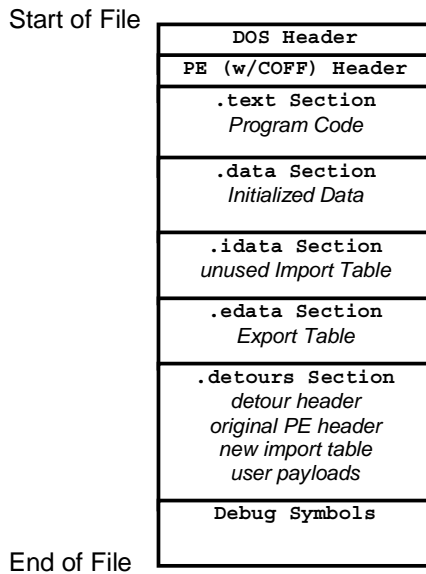 Start of File
DOS Header
PE (w/COFF) Header
.text Section
Program Code
.data Section
Initialized Data
.idata Section
unused Import Table
.edata Section
Export Table
.detours Section
detour header
original PE header
new import table
user payloads
Debug Symbols
End of File